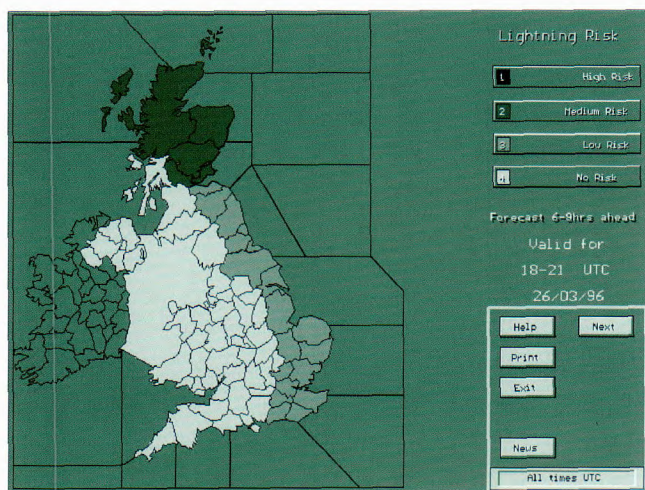 Lightning Risk
1 High Risk
2 Medium Risk
3 Low Risk
4 No Risk
Forecast 6-9hrs ahead
Valid for
18-21 UTC
26/03/96
Help Next
Print
Exit
News
All times UTC